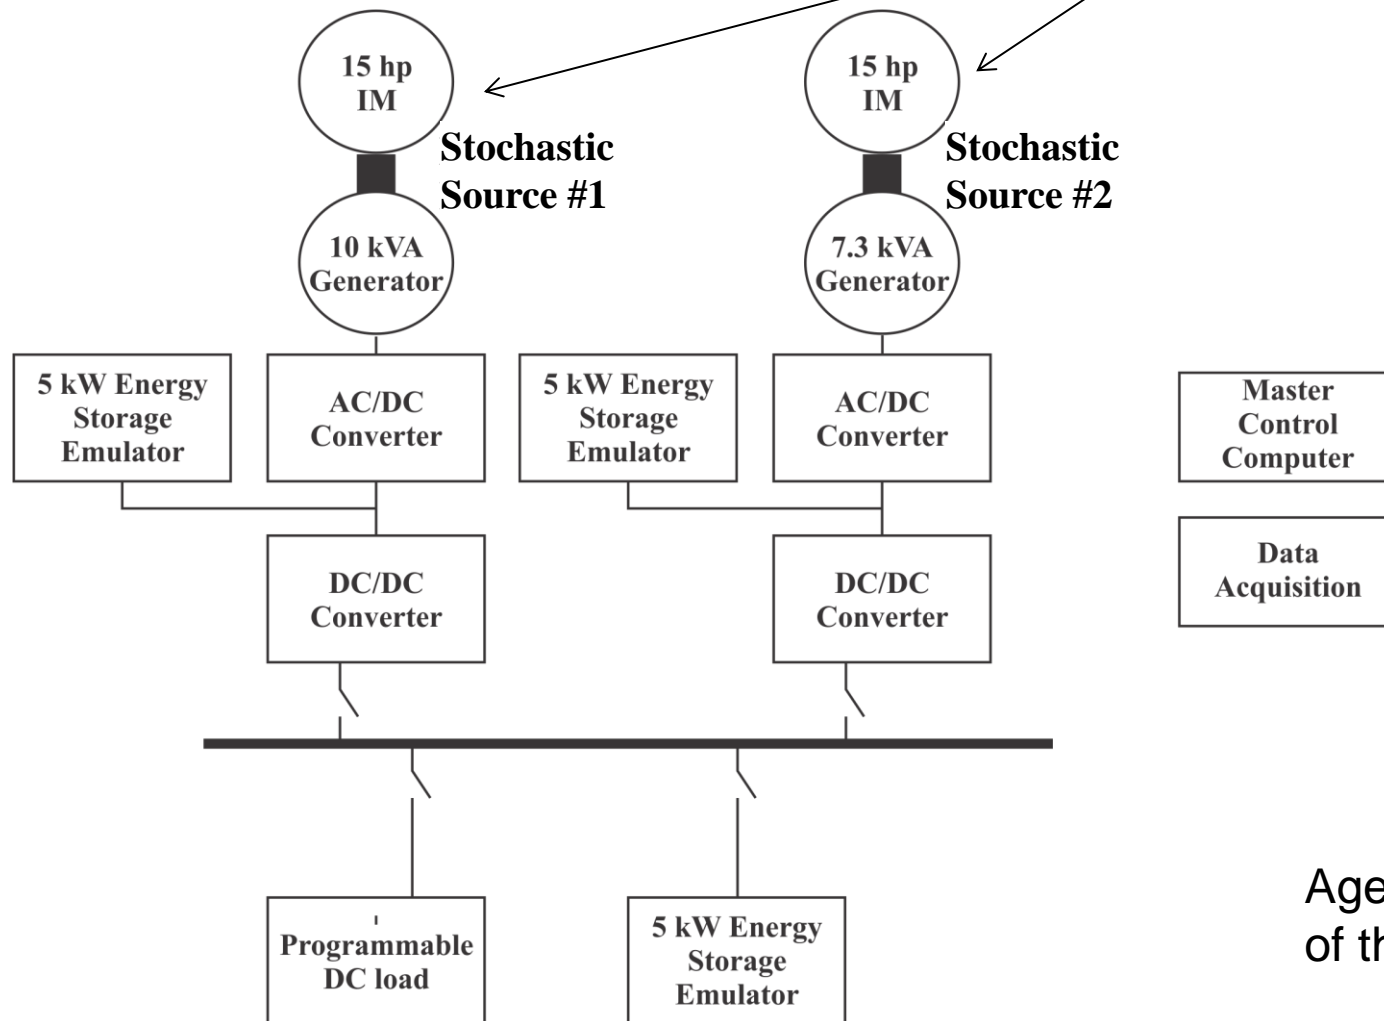 15 hp
IM
Stochastic
Source #1
10 kVA
Generator
15 hp
IM
Stochastic
Source #2
7.3 kVA
Generator
5 kW Energy
Storage
Emulator
AC/DC
Converter
5 kW Energy
Storage
Emulator
AC/DC
Converter
Master
Control
Computer
DC/DC
Converter
DC/DC
Converter
Data
Acquisition
Programmable
DC load
5 kW Energy
Storage
Emulator
of